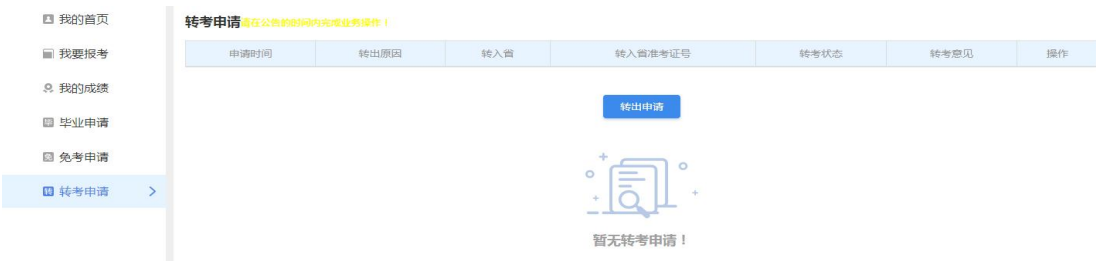 我的首页
我要报考
我的成绩
毕业申请
免考申请
转考申请
转考申请请在公告的时间内完成业务操作！
申请时间 转出原因 转入省 转入省准考证号 转考状态 转考意见 操作
转出申请
暂无转考申请！